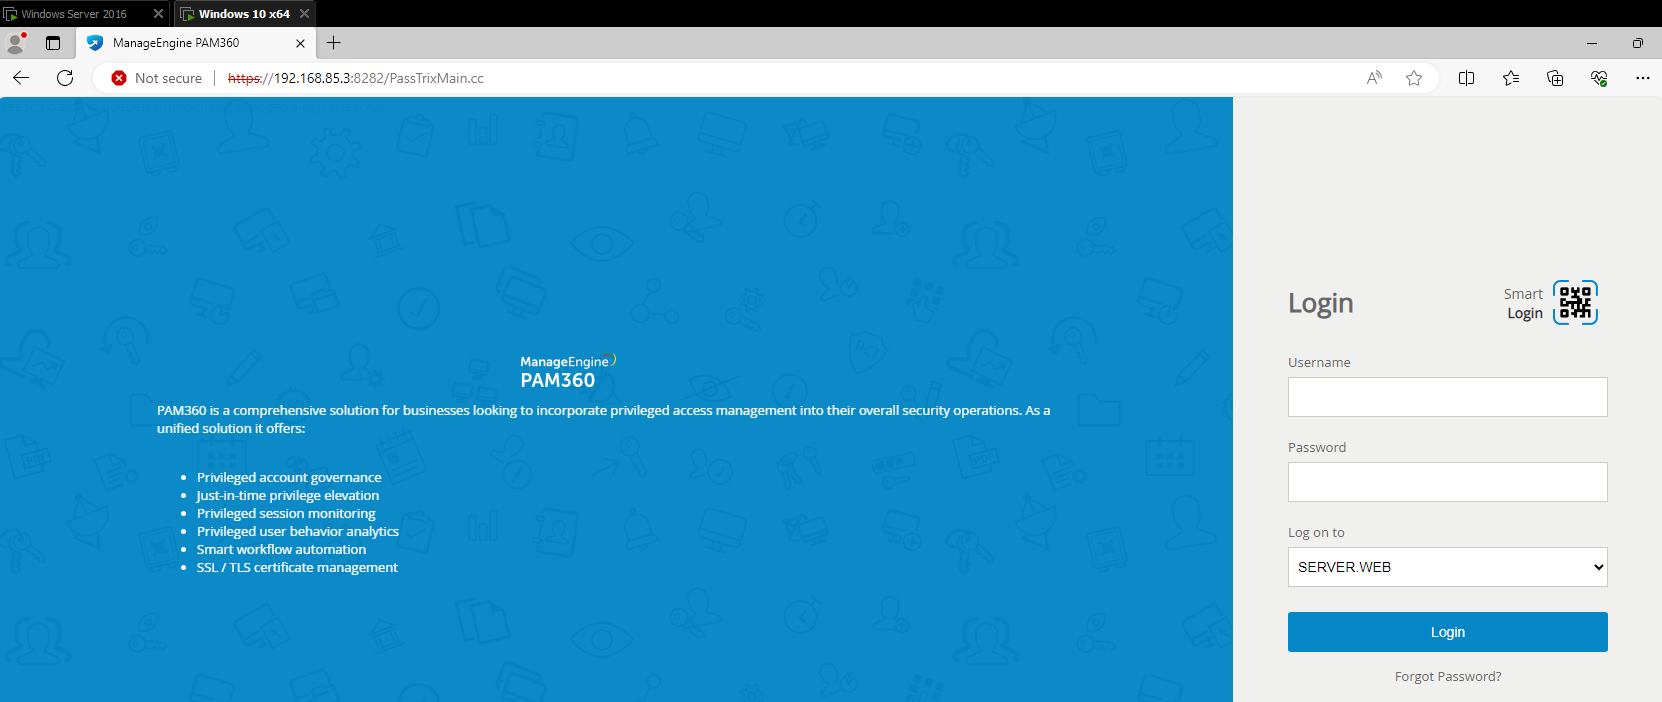 Windows Server 2016
Windows 10 x64
ManageEngine PAM360
Not secure
https://192.168.85.3:8282/PassTrixMain.cc
ManageEngine
PAM360
PAM360 is a comprehensive solution for businesses looking to incorporate privileged access management into their overall security operations. As a
unified solution it offers:
• Privileged account governance
• Just-in-time privilege elevation
• Privileged session monitoring
• Privileged user behavior analytics
• Smart workflow automation
• SSL / TLS certificate management
Login
Smart
Login
Username
Password
Log on to
SERVER.WEB
Login
Forgot Password?
PCI
PDF
PDF